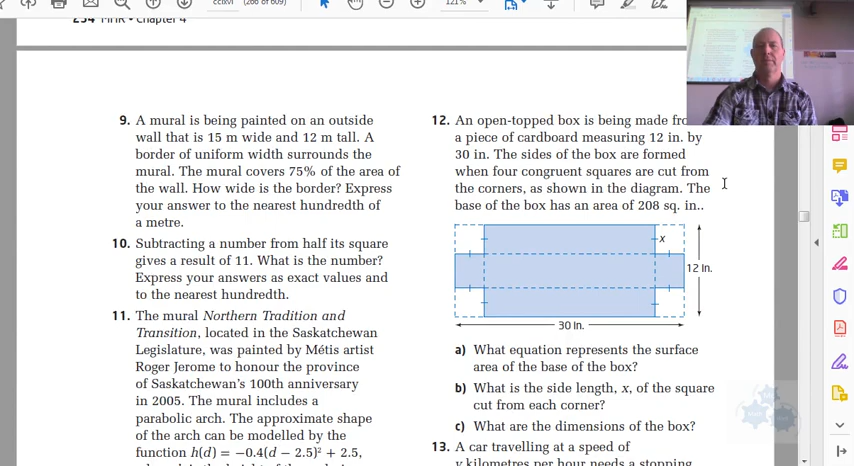 ccixvi
(266 of 609)
121%
254 MHR • Chapter 4
9. A mural is being painted on an outside
wall that is 15 m wide and 12 m tall. A
border of uniform width surrounds the
mural. The mural covers 75% of the area of
the wall. How wide is the border? Express
your answer to the nearest hundredth of
a metre.
10. Subtracting a number from half its square
gives a result of 11. What is the number?
Express your answers as exact values and
to the nearest hundredth.
11. The mural Northern Tradition and
Transition, located in the Saskatchewan
Legislature, was painted by Métis artist
Roger Jerome to honour the province
of Saskatchewan's 100th anniversary
in 2005. The mural includes a
parabolic arch. The approximate shape
of the arch can be modelled by the
function h(d) = −0.4(d − 2.5)² + 2.5,
12. An open-topped box is being made
a piece of cardboard measuring 12 in. by
30 in. The sides of the box are formed
when four congruent squares are cut from
the corners, as shown in the diagram. The
base of the box has an area of 208 sq. in..
x
12 in.
30 in.
a) What equation represents the surface
area of the base of the box?
b) What is the side length, x, of the square
cut from each corner?
c) What are the dimensions of the box?
13. A car travelling at a speed of
v kilometres per hour needs a stopping